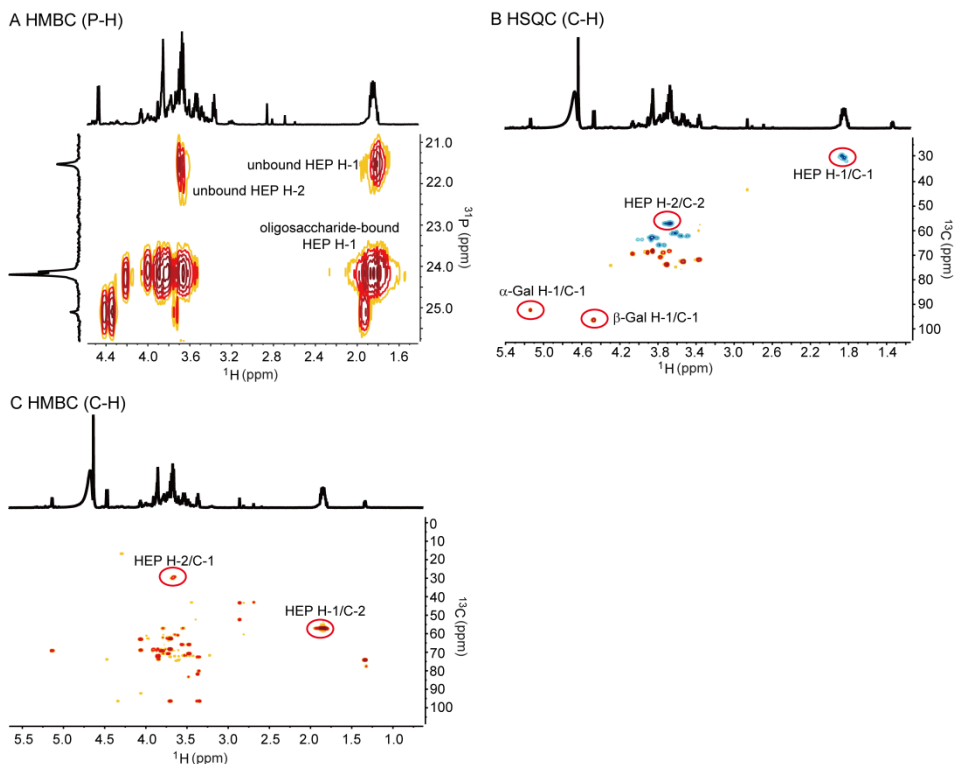 A HMBC (P-H)
unbound HEP H-1
unbound HEP H-2
oligosaccharide-bound
HEP H-1
21.0
22.0
23.0
24.0
25.0
31P (ppm)
4.4 4.0 3.6 3.2 2.8 2.4 2.0 1.6 1.4
1H (ppm)
B HSQC (C-H)
HEP H-1/C-1
HEP H-2/C-2
α-Gal H-1/C-1
β-Gal H-1/C-1
30
40
50
60
70
80
90
100
13C (ppm)
5.4 5.0 4.6 4.2 3.8 3.4 3.0 2.6 2.2 1.8 1.4
1H (ppm)
C HMBC (C-H)
HEP H-2/C-1
HEP H-1/C-2
0
10
20
30
40
50
60
70
80
90
100
13C (ppm)
5.0 4.5 4.0 3.5 3.0 2.5 2.0 1.5 1.0
1H (ppm)